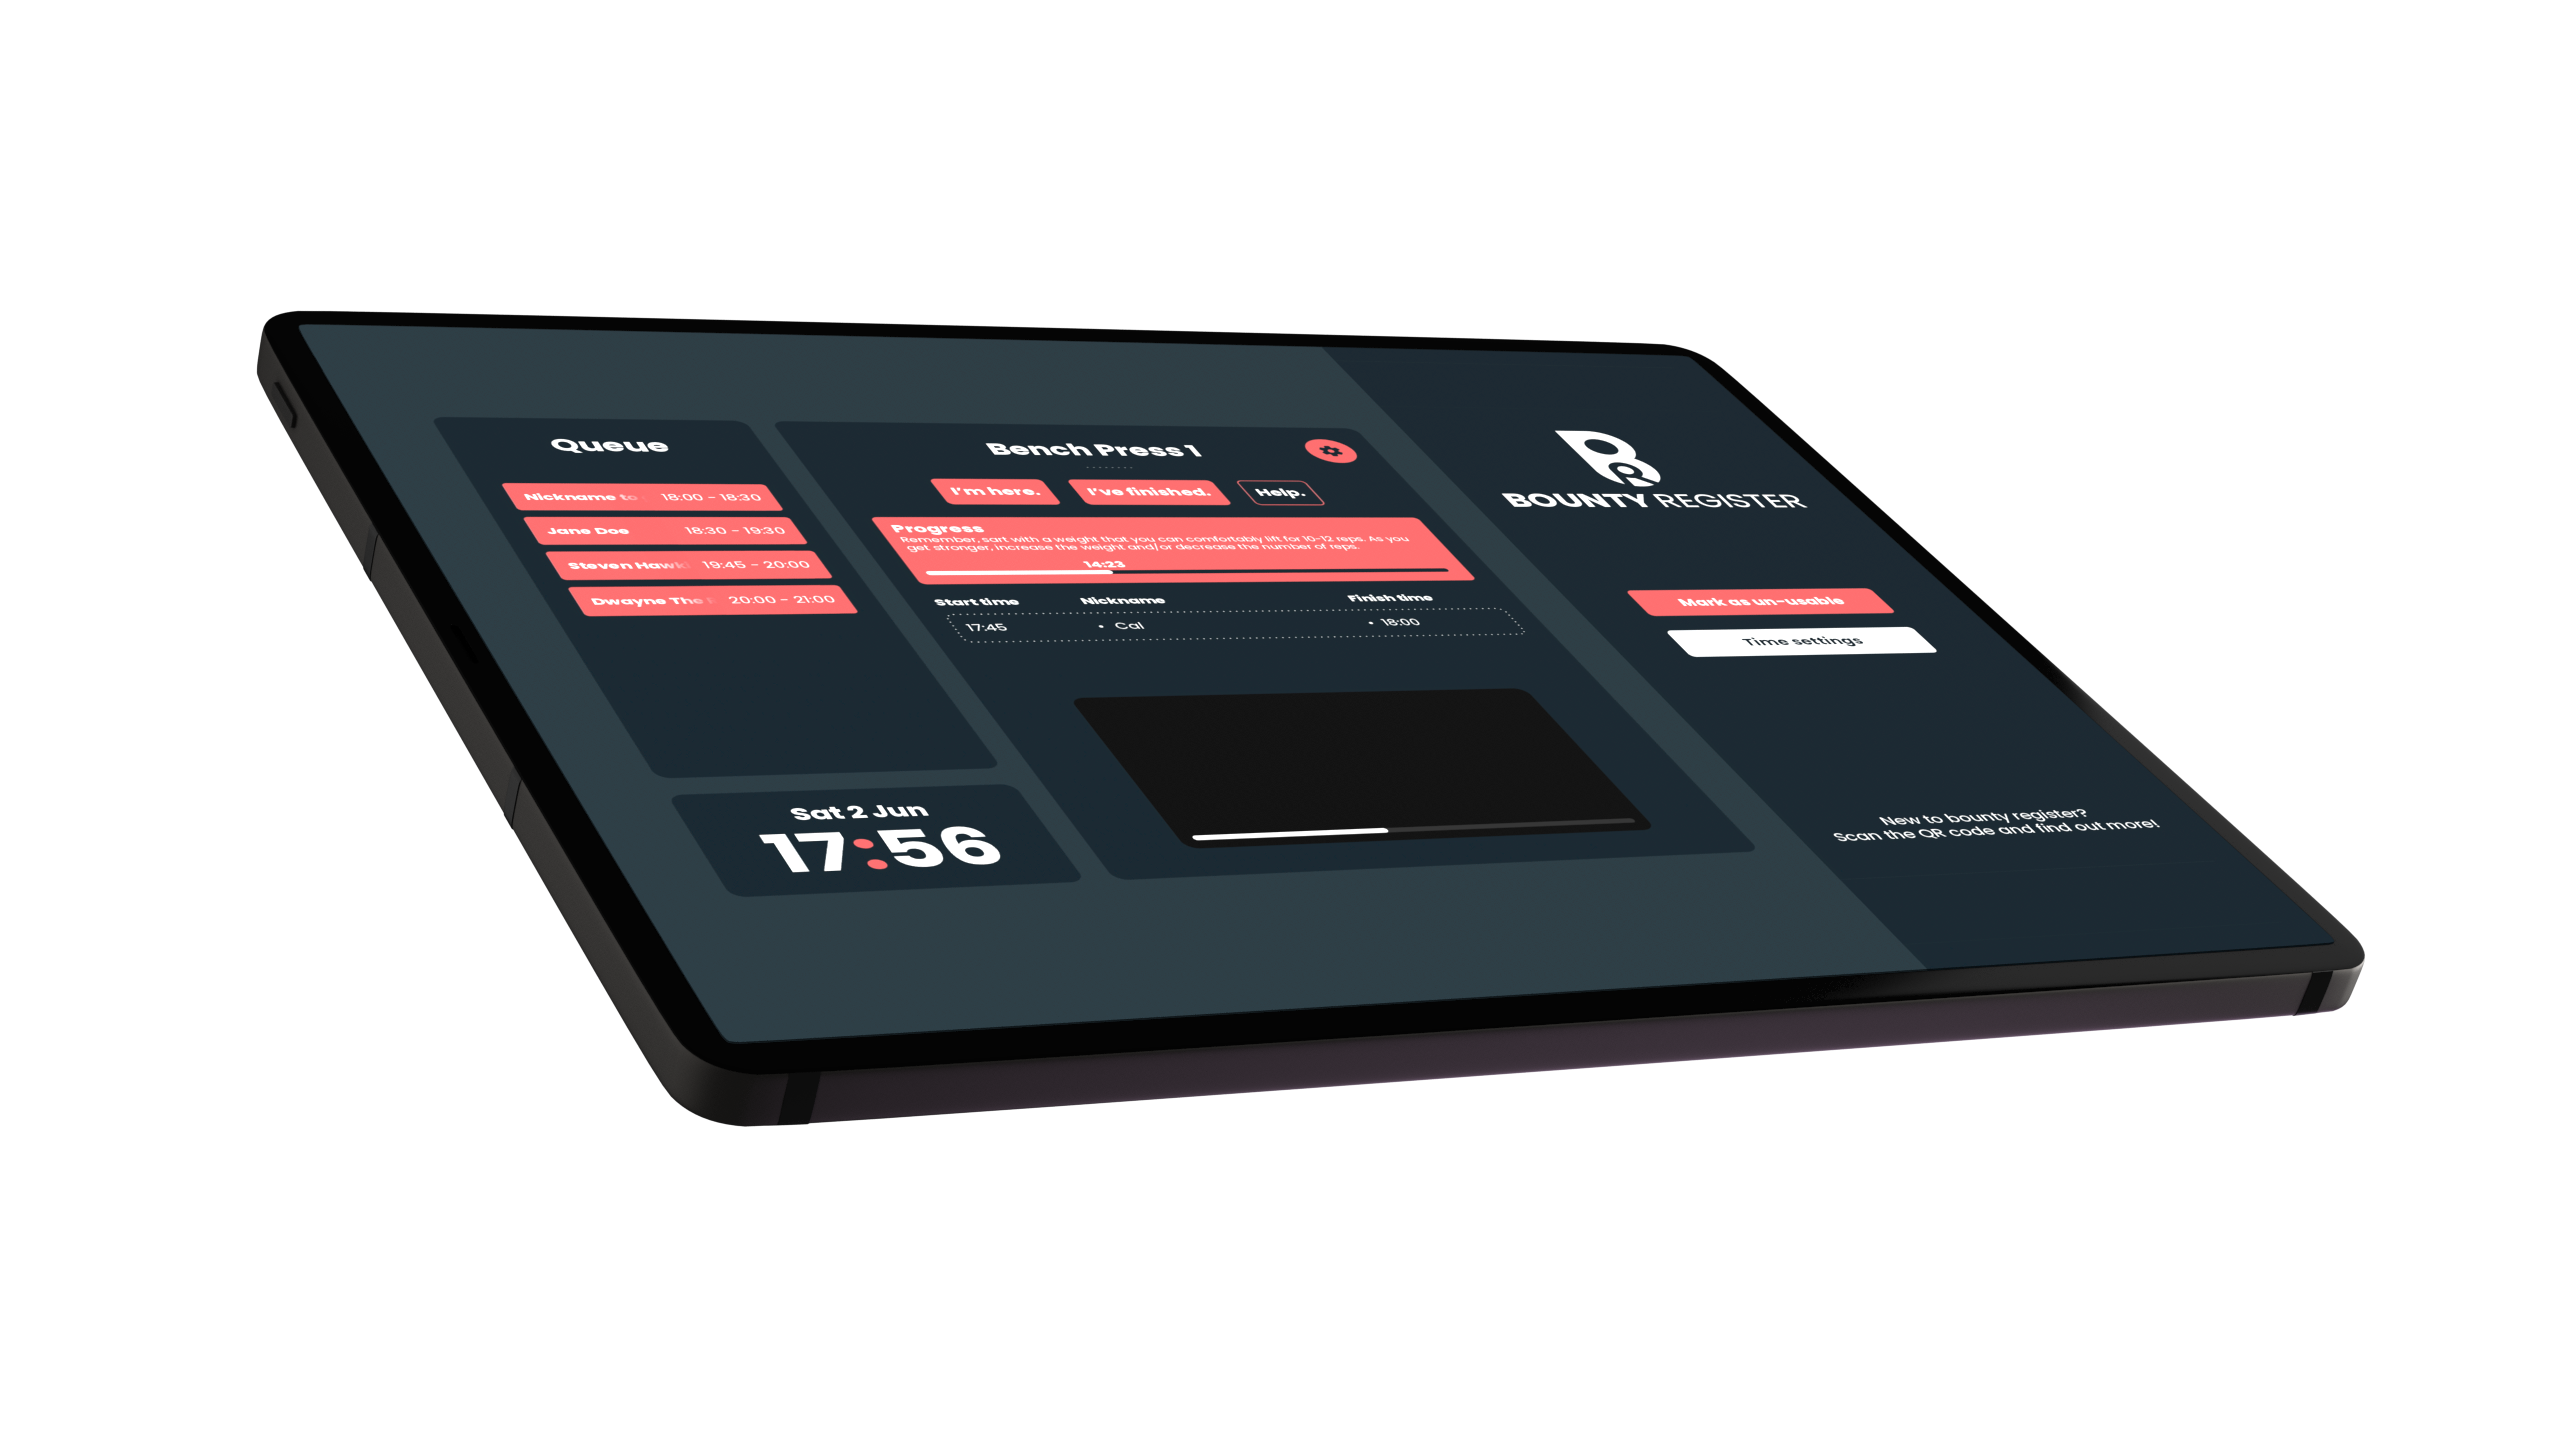 Queue
Nickname to
18:00 - 18:30
Jane Doe
18:30 - 19:30
Steven Hawki
19:45 - 20:00
Dwayne The
20:00 - 21:00
Sat 2 Jun
17:56
Bench Press 1
I'm here.
I've finished.
Help.
Progress
Remember, sart with a weight that you can comfortably lift for 10-12 reps. As you
get stronger, increase the weight and/or decrease the number of reps.
14:23
Start time
Nickname
Finish time
17:45
• Cal
• 18:00
BR
BOUNTY REGISTER
Mark as un-usable
Time settings
New to bounty register?
Scan the QR code and find out more!